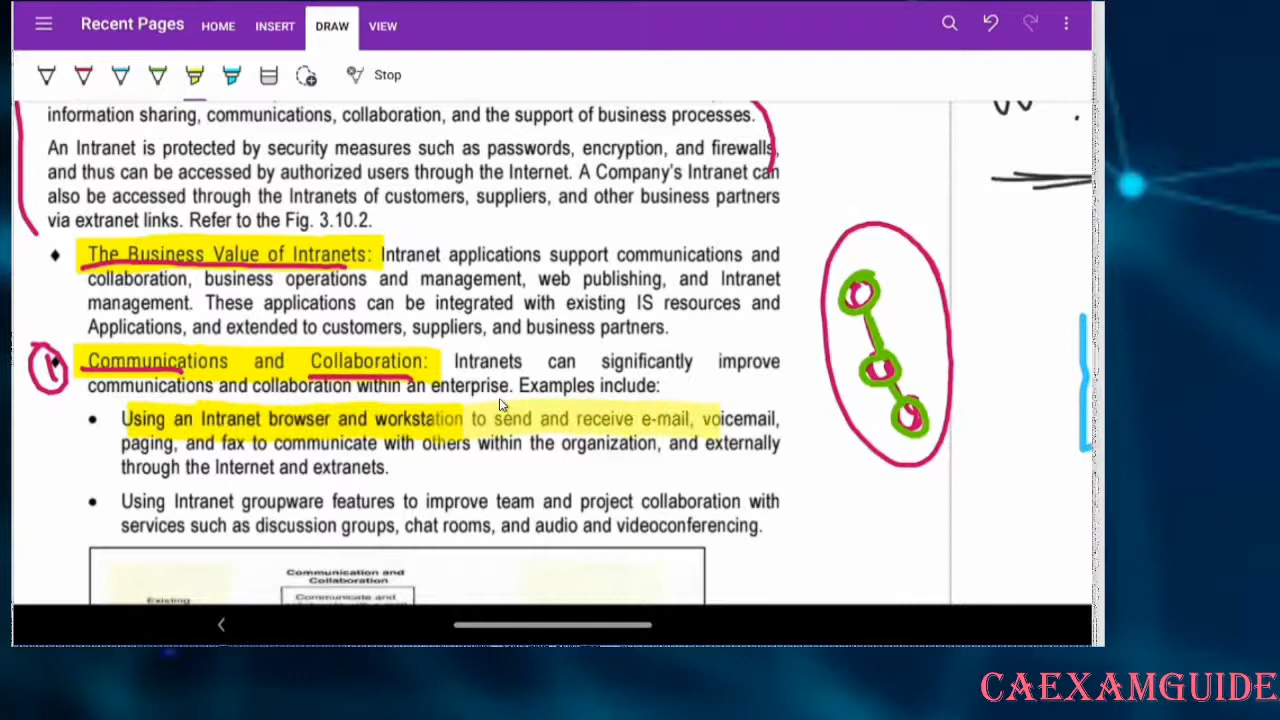 Recent Pages HOME INSERT DRAW VIEW
Stop
information sharing, communications, collaboration, and the support of business processes.
An Intranet is protected by security measures such as passwords, encryption, and firewalls,
and thus can be accessed by authorized users through the Internet. A Company's Intranet can
also be accessed through the Intranets of customers, suppliers, and other business partners
via extranet links. Refer to the Fig. 3.10.2.
♦ The Business Value of Intranets: Intranet applications support communications and
collaboration, business operations and management, web publishing, and Intranet
management. These applications can be integrated with existing IS resources and
Applications, and extended to customers, suppliers, and business partners.
♦ Communications and Collaboration: Intranets can significantly improve
communications and collaboration within an enterprise. Examples include:
• Using an Intranet browser and workstation to send and receive e-mail, voicemail,
paging, and fax to communicate with others within the organization, and externally
through the Internet and extranets.
• Using Intranet groupware features to improve team and project collaboration with
services such as discussion groups, chat rooms, and audio and videoconferencing.
Communication and
Collaboration
Communicate and
Existing
CAEXAMGUIDE